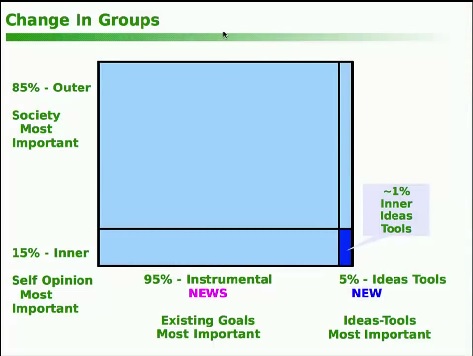 Change In Groups
85% - Outer
Society
Most
Important
~1%
Inner
Ideas
Tools
15% - Inner
Self Opinion
Most
Important
95% - Instrumental
NEWS
Existing Goals
Most Important
5% - Ideas Tools
NEW
Ideas-Tools
Most Important